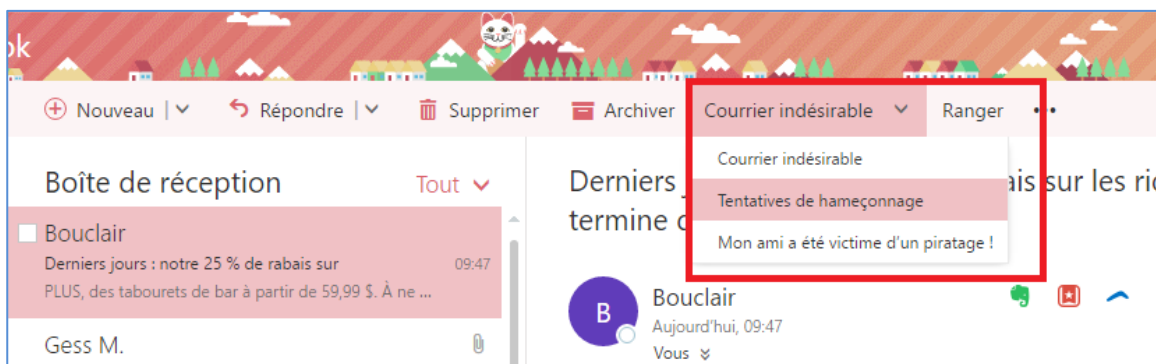 ok
Nouveau
Répondre
Supprimer
Archiver
Courrier indésirable
Ranger
Courrier indésirable
Tentatives de hameçonnage
Mon ami a été victime d'un piratage !
Boîte de réception
Tout
Bouclair
Derniers jours : notre 25 % de rabais sur 09:47
PLUS, des tabourets de bar à partir de 59,99 $. À ne ...
Gess M.
Derniers sur les
termine
B
Bouclair
Aujourd'hui, 09:47
Vous